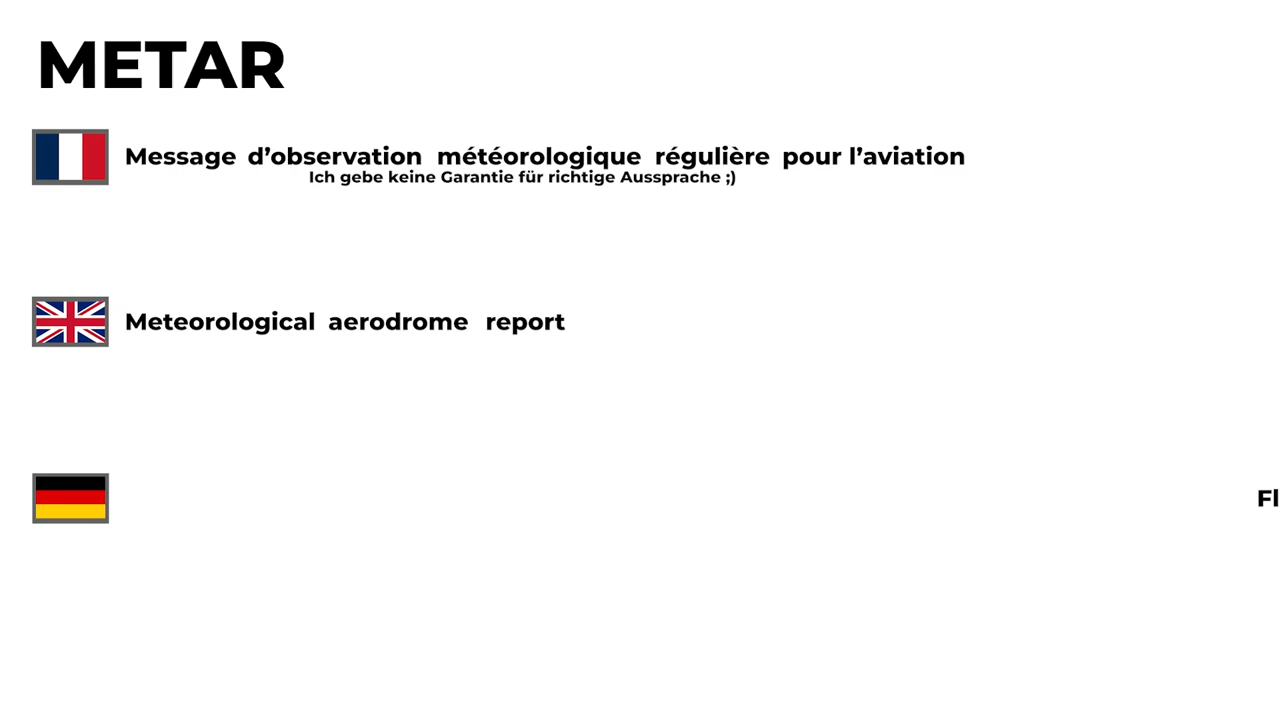 METAR
Message d’observation météorologique régulière pour l’aviation
Ich gebe keine Garantie für richtige Aussprache ;)
Meteorological aerodrome report
Fl